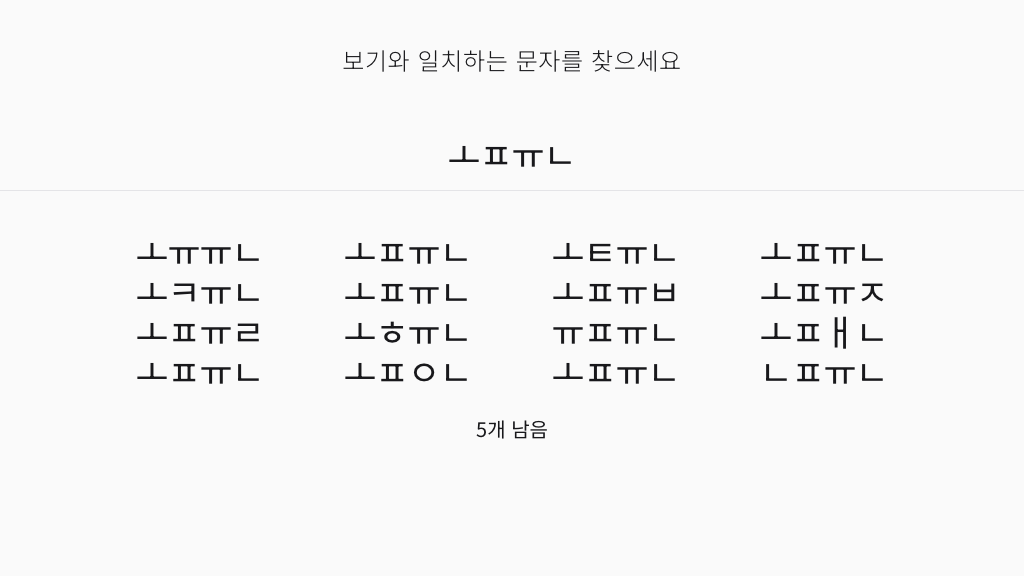 보기와 일치하는 문자를 찾으세요
ㅗㅍㅠㄴ
ㅗㅠㅠㄴ ㅗㅍㅠㄴ ㅗㅌㅠㄴ ㅗㅍㅠㄴ
ㅗㅋㅠㄴ ㅗㅍㅠㄴ ㅗㅍㅠㅂ ㅗㅍㅠㅈ
ㅗㅍㅠㄹ ㅗㅎㅠㄴ ㅠㅍㅠㄴ ㅗㅍㅐㄴ
ㅗㅍㅠㄴ ㅗㅍㅇㄴ ㅗㅍㅠㄴ ㄴㅍㅠㄴ
5개 남음